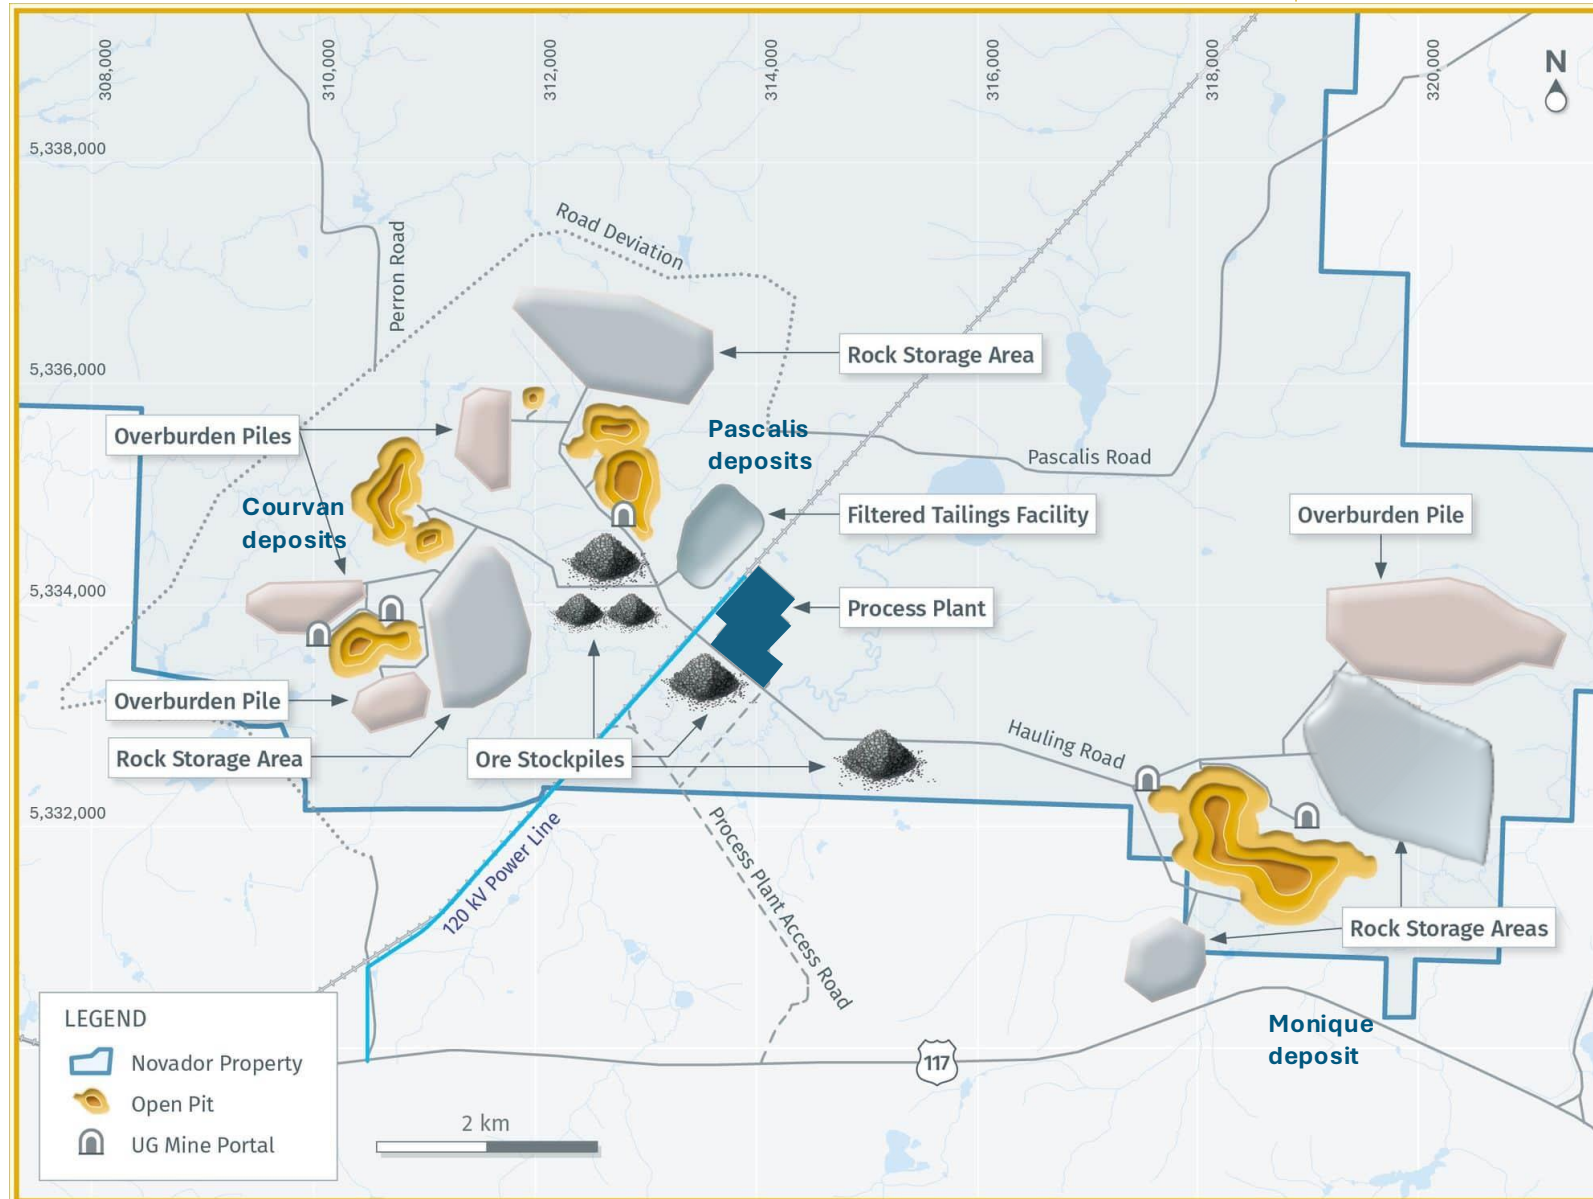 308,000
310,000
312,000
314,000
316,000
318,000
320,000
N
5,338,000
Road Deviation
Perron Road
Rock Storage Area
5,336,000
Overburden Piles
Pascalis
deposits
Pascalis Road
Courvan
deposits
Filtered Tailings Facility
Overburden Pile
5,334,000
Process Plant
Overburden Pile
Rock Storage Area
Ore Stockpiles
Hauling Road
5,332,000
120 kV Power Line
Process Plant Access Road
Rock Storage Areas
Monique
deposit
117
LEGEND
Novador Property
Open Pit
UG Mine Portal
2 km